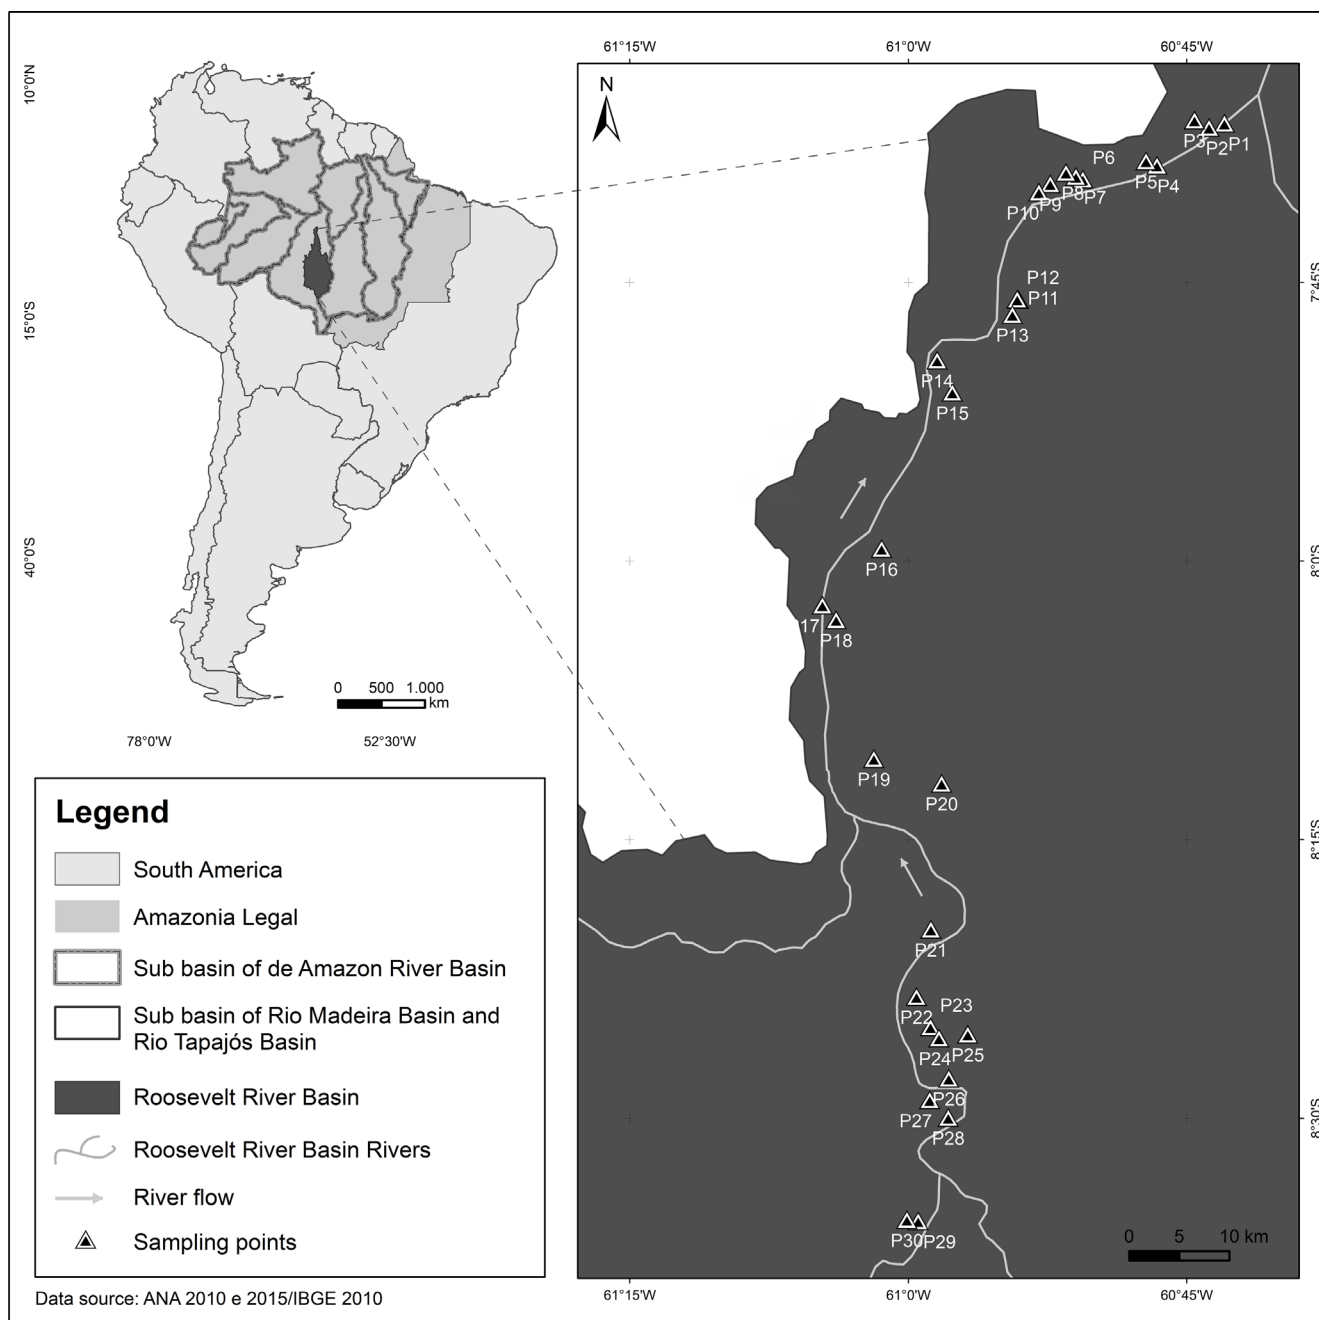 61°15'W 61°0'W 60°45'W
10°N
15°0'S
40°0'S
78°0'W 52°30'W
0 500 1.000
km
N
P3
P2
P1
P6
P5
P4
P8
P7
P10
P9
P12
P11
P13
P14
P15
P16
17
P18
P19
P20
P21
P23
P22
P24
P25
P26
P27
P28
P30
P29
7°45'S
8°0'S
8°15'S
8°30'S
0 5 10 km
61°15'W 61°0'W 60°45'W
Legend
South America
Amazonia Legal
Sub basin of de Amazon River Basin
Sub basin of Rio Madeira Basin and
Rio Tapajós Basin
Roosevelt River Basin
Roosevelt River Basin Rivers
River flow
Sampling points
Data source: ANA 2010 e 2015/IBGE 2010